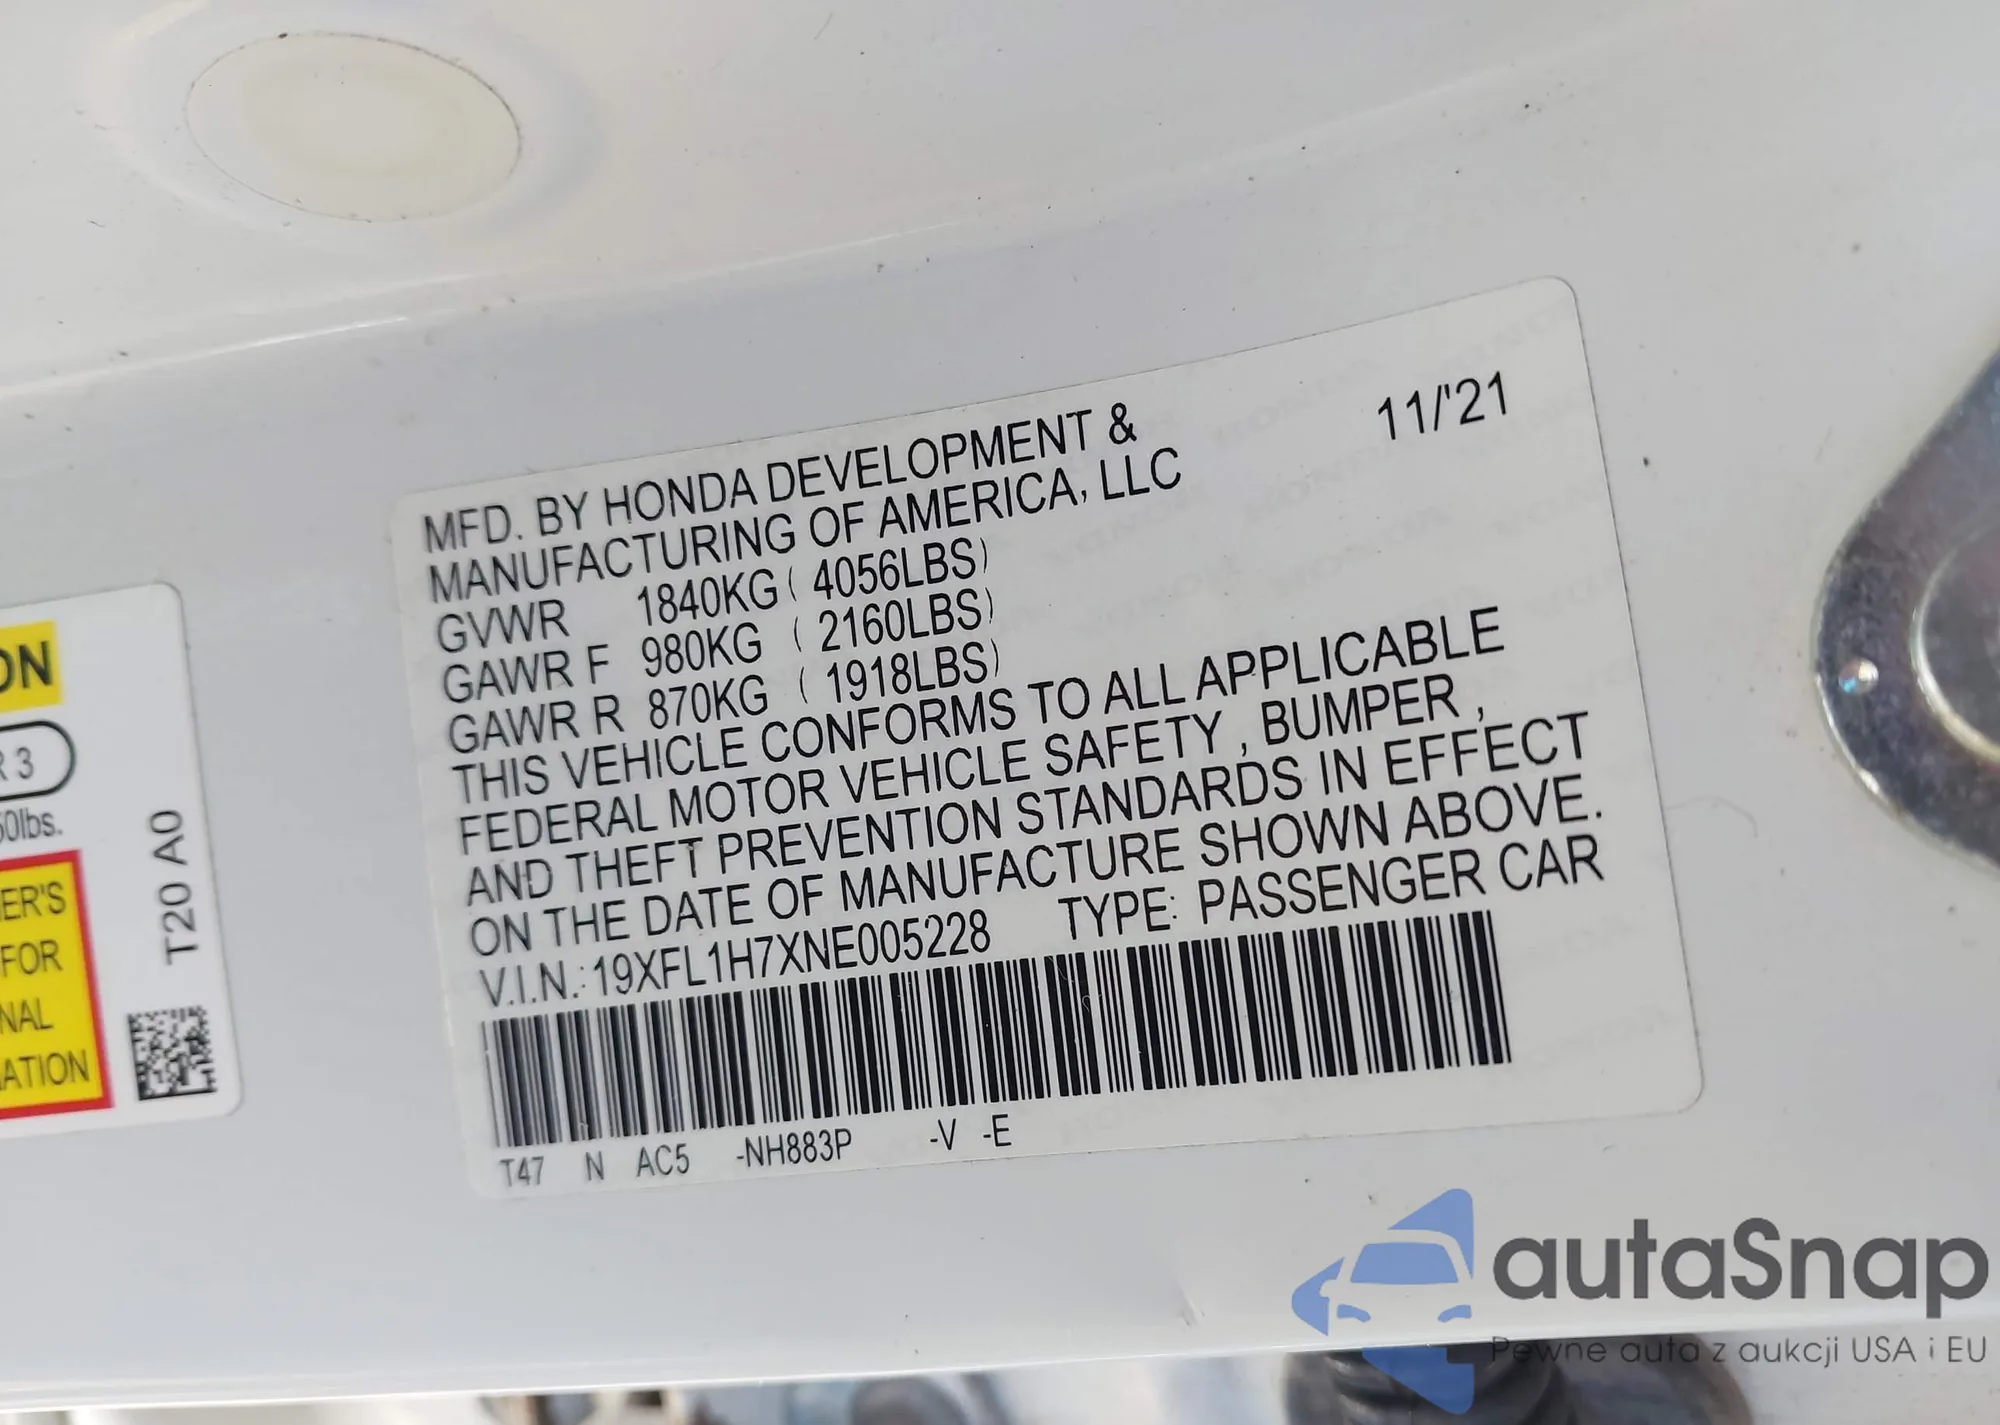 11/'21
MFD. BY HONDA DEVELOPMENT &
MANUFACTURING OF AMERICA, LLC
GVWR 1840KG ( 4056LBS)
GAWR F 980KG ( 2160LBS)
GAWR R 870KG ( 1918LBS)
THIS VEHICLE CONFORMS TO ALL APPLICABLE
FEDERAL MOTOR VEHICLE SAFETY , BUMPER ,
AND THEFT PREVENTION STANDARDS IN EFFECT
ON THE DATE OF MANUFACTURE SHOWN ABOVE.
V.I.N.: 19XFL1H7XNE005228 TYPE: PASSENGER CAR
T47 N AC5 -NH883P -V -E
ON
R 3
50lbs.
ER'S
FOR
NAL
ATION
T20 A0
autaSnap
Pewne auta z aukcji USA i EU